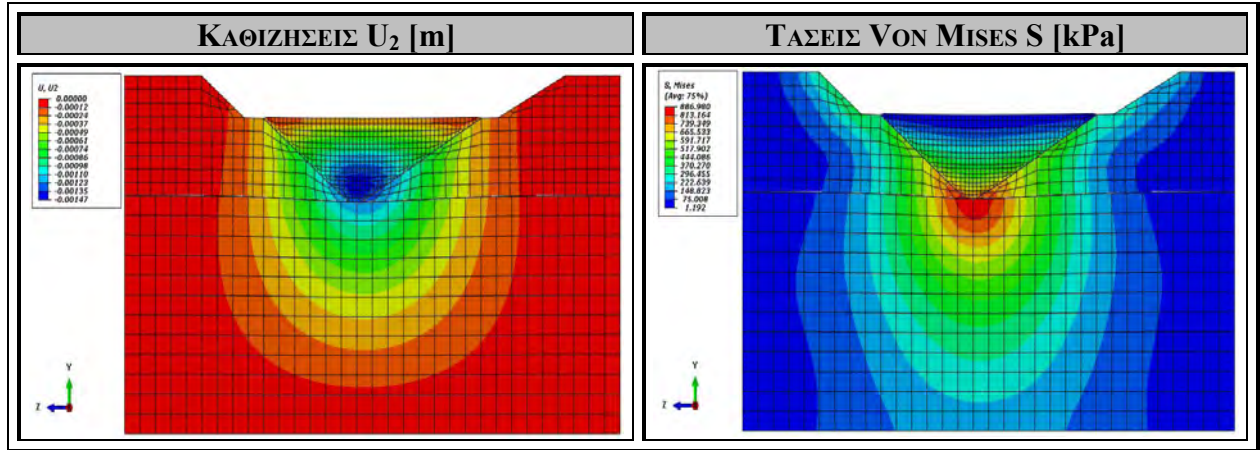 ΚΑΘΙΖΗΣΕΙΣ U2 [m]
ΤΑΣΕΙΣ VON MISES S [kPa]
U, U2
0.00000
-0.00012
-0.00024
-0.00037
-0.00049
-0.00061
-0.00074
-0.00086
-0.00098
-0.00110
-0.00123
-0.00135
-0.00147
Y
Z
S, Mises
(Avg: 75%)
886.980
813.164
739.349
665.533
591.717
517.902
444.086
370.270
296.455
222.639
148.823
75.008
1.192
Y
Z